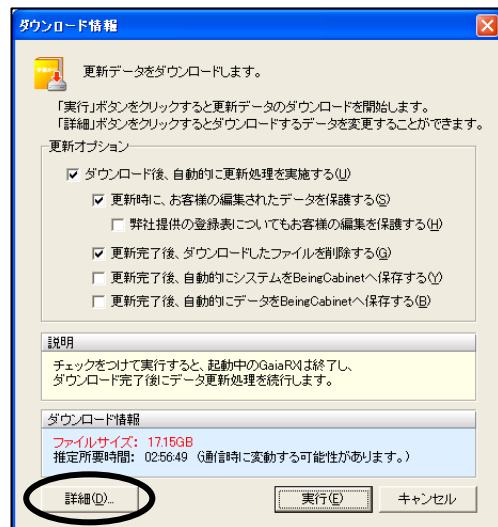 ダウンロード情報
更新データをダウンロードします。
「実行」ボタンをクリックすると更新データのダウンロードを開始します。
「詳細」ボタンをクリックするとダウンロードするデータを変更することができます。
更新オプション
ダウンロード後、自動的に更新処理を実施する(U)
更新時に、お客様の編集されたデータを保護する(S)
弊社提供の登録表についてもお客様の編集を保護する(H)
更新完了後、ダウンロードしたファイルを削除する(G)
更新完了後、自動的にシステムをBeingCabinetへ保存する(Y)
更新完了後、自動的にデータをBeingCabinetへ保存する(B)
説明
チェックをつけて実行すると、起動中のGaiaRXは終了し、
ダウンロード完了後にデータ更新処理を続行します。
ダウンロード情報
ファイルサイズ: 17.15GB
推定所要時間: 02:56:49 (通信時に変動する可能性があります。)
詳細(D)... 実行(E) キャンセル